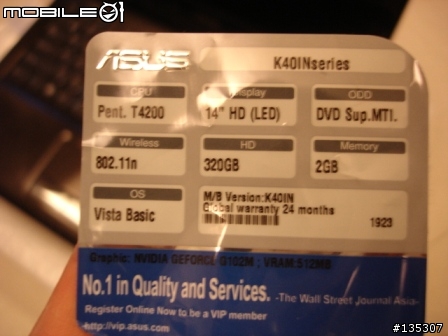 MOBILE01
ASUS
K40INseries
CPU
Display
ODD
Pent. T4200
14" HD (LED)
DVD Sup.MTI.
Wireless
HD
Memory
802.11n
320GB
2GB
OS
M/B Version:K40IN
Vista Basic
Global warranty 24 months
1923
Graphic: NVIDIA GEFORCE G102M ; VRAM:512MB
No.1 in Quality and Services. -The Wall Street Journal Asia-
Register Online Now to be a VIP member
-http://vip.asus.com
#135307